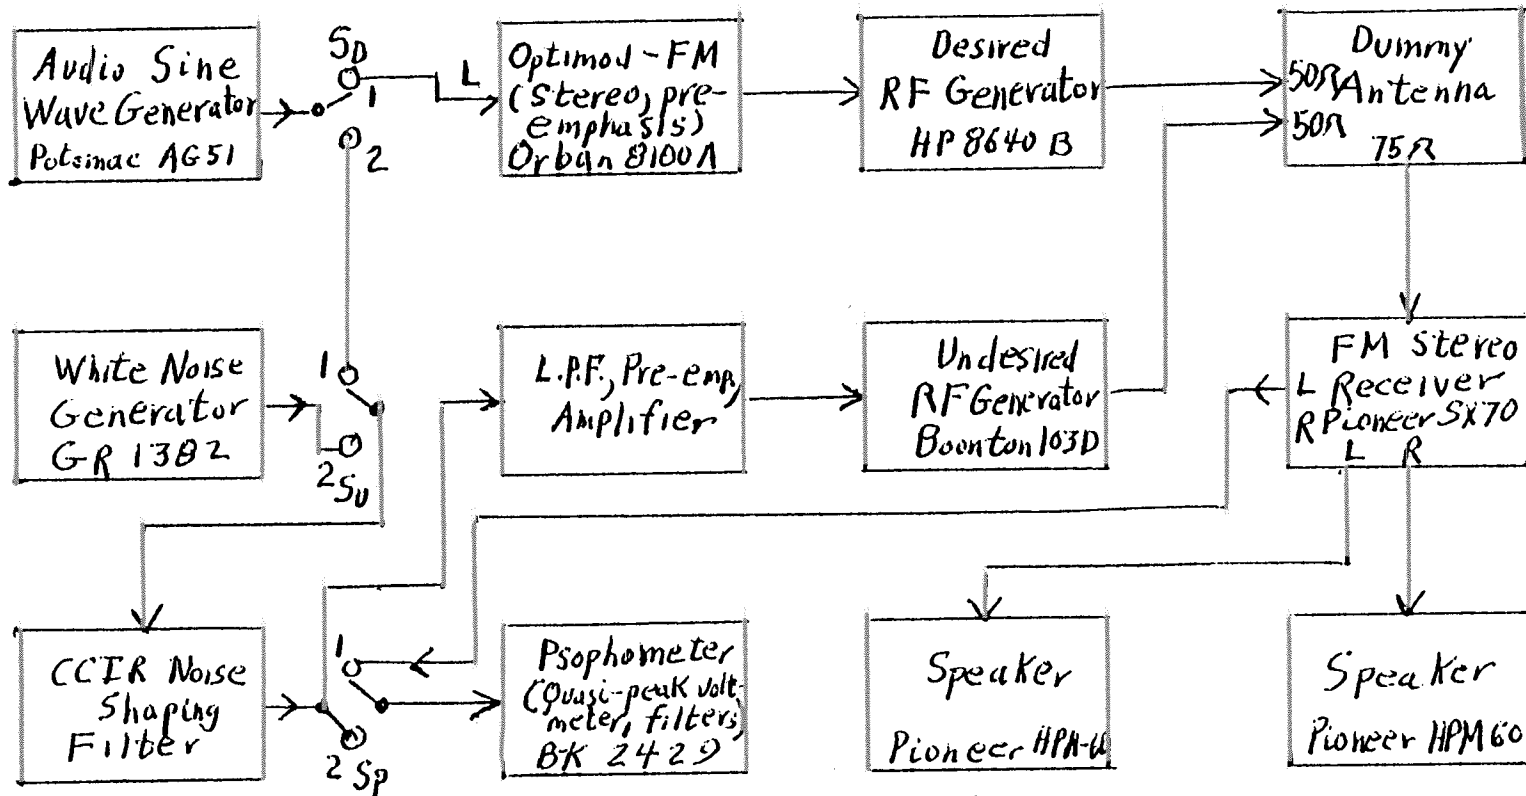 Audio Sine
Wave Generator
Potomac AG51
SD
1
2
L
Optimod-FM
(Stereo, pre-
emphasis)
Orban 8100A
Desired
RF Generator
HP 8640 B
Dummy
50Ω Antenna
50Ω
75Ω
White Noise
Generator
GR 1382
1
2 SU
L.P.F., Pre-emp,
Amplifier
Undesired
RF Generator
Boonton 103D
FM Stereo
L Receiver
R Pioneer SX70
L R
CCIR Noise
Shaping
Filter
1
2 SP
Psophometer
(Quasi-peak volt-
meter, filters)
BK 2429
Speaker
Pioneer
Speaker
Pioneer HPM60